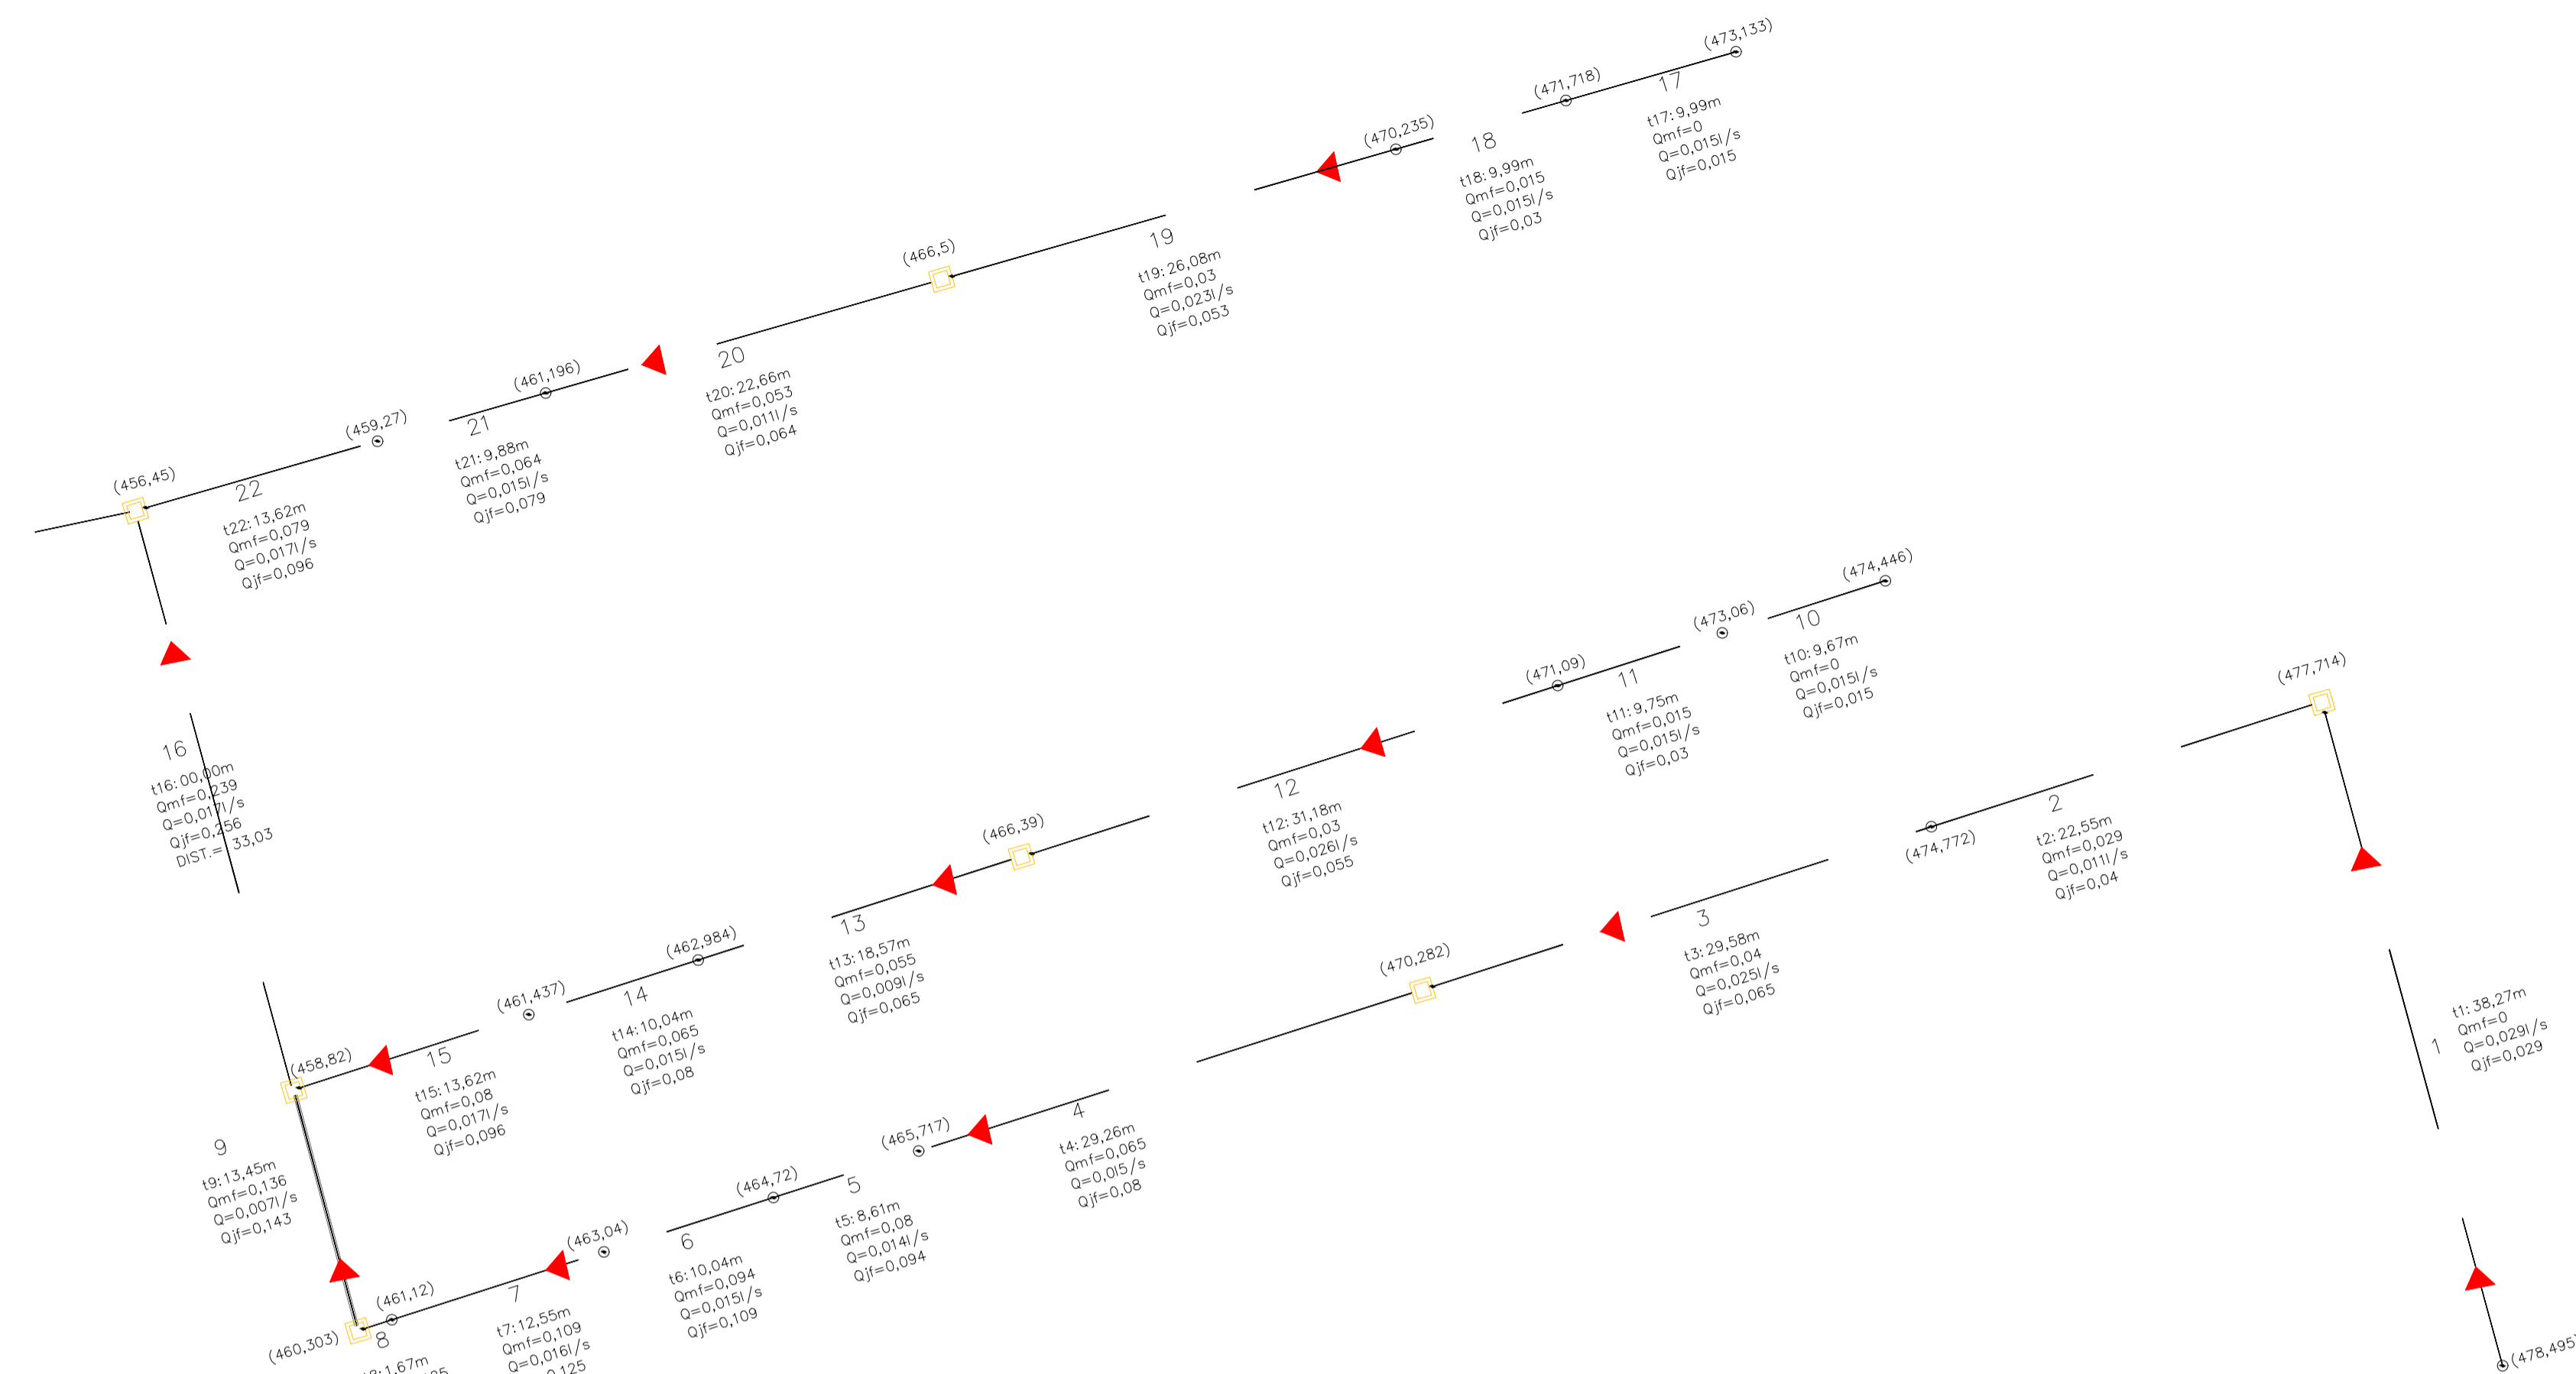 (473,133)
17
t17: 9,99m
Qmf=0
Q=0,015l/s
Qjf=0,015
(471,718)
18
t18: 9,99m
Qmf=0,015
Q=0,015l/s
Qjf=0,03
(470,235)
19
t19: 26,08m
Qmf=0,03
Q=0,023l/s
Qjf=0,053
(466,5)
20
t20: 22,66m
Qmf=0,053
Q=0,011l/s
Qjf=0,064
(461,196)
21
t21: 9,88m
Qmf=0,064
Q=0,015l/s
Qjf=0,079
(459,27)
22
t22: 13,62m
Qmf=0,079
Q=0,017l/s
Qjf=0,096
(456,45)
16
t16: 00,00m
Qmf=0,239
Q=0,017l/s
Qjf=0,256
DIST.= 33,03
(474,446)
10
t10: 9,67m
Qmf=0
Q=0,015l/s
Qjf=0,015
(473,06)
11
t11: 9,75m
Qmf=0,015
Q=0,015l/s
Qjf=0,03
(471,09)
12
t12: 31,18m
Qmf=0,03
Q=0,026l/s
Qjf=0,055
(466,39)
13
t13: 18,57m
Qmf=0,055
Q=0,009l/s
Qjf=0,065
(462,984)
14
t14: 10,04m
Qmf=0,065
Q=0,015l/s
Qjf=0,08
(461,437)
15
t15: 13,62m
Qmf=0,08
Q=0,017l/s
Qjf=0,096
(458,82)
9
t9: 13,45m
Qmf=0,136
Q=0,007l/s
Qjf=0,143
(477,714)
2
t2: 22,55m
Qmf=0,029
Q=0,011l/s
Qjf=0,04
(474,772)
3
t3: 29,58m
Qmf=0,04
Q=0,025l/s
Qjf=0,065
(470,282)
4
t4: 29,26m
Qmf=0,065
Q=0,0l5/s
Qjf=0,08
(465,717)
5
t5: 8,61m
Qmf=0,08
Q=0,014l/s
Qjf=0,094
(464,72)
6
t6: 10,04m
Qmf=0,094
Q=0,015l/s
Qjf=0,109
(463,04)
7
t7: 12,55m
Qmf=0,109
Q=0,016l/s
0,125
(461,12)
8
1,67m
(460,303)
1
t1: 38,27m
Qmf=0
Q=0,029l/s
Qjf=0,029
(478,495)